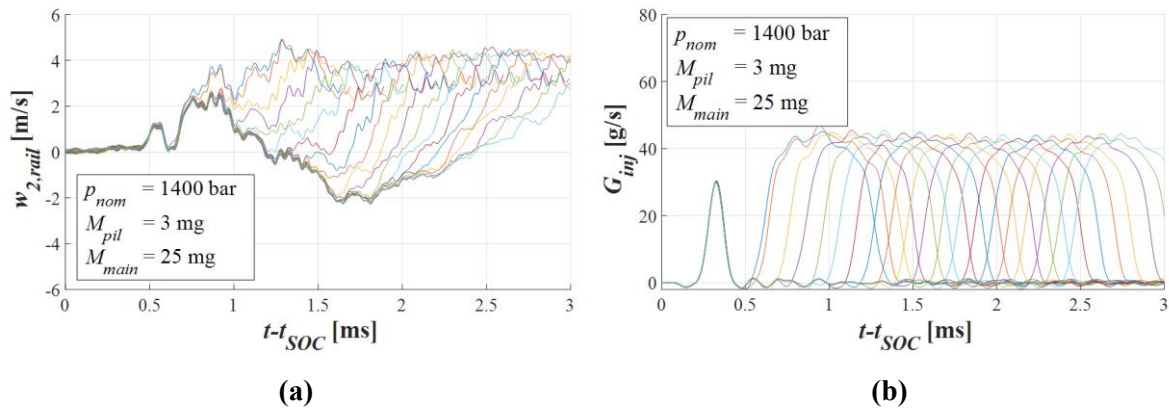 6
4
2
0
-2
-4
-6
w2,rail [m/s]
pnom = 1400 bar
Mpil = 3 mg
Mmain = 25 mg
0 0.5 1 1.5 2 2.5 3
t-tSOC [ms]
(a)
80
60
40
20
0
Ginj [g/s]
pnom = 1400 bar
Mpil = 3 mg
Mmain = 25 mg
0 0.5 1 1.5 2 2.5 3
t-tSOC [ms]
(b)